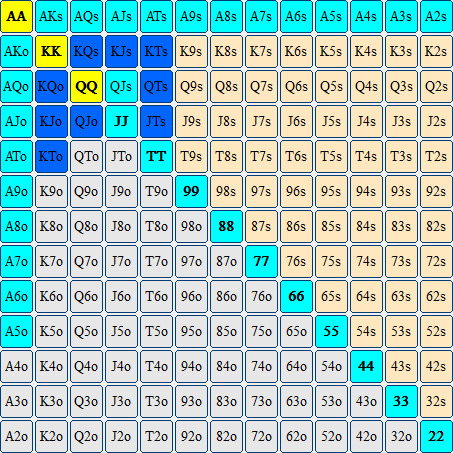 AA AKs AQs AJs ATs A9s A8s A7s A6s A5s A4s A3s A2s
AKo KK KQs KJs KTs K9s K8s K7s K6s K5s K4s K3s K2s
AQo KQo QQ QJs QTs Q9s Q8s Q7s Q6s Q5s Q4s Q3s Q2s
AJo KJo QJo JJ JTs J9s J8s J7s J6s J5s J4s J3s J2s
ATo KTo QTo JTo TT T9s T8s T7s T6s T5s T4s T3s T2s
A9o K9o Q9o J9o T9o 99 98s 97s 96s 95s 94s 93s 92s
A8o K8o Q8o J8o T8o 98o 88 87s 86s 85s 84s 83s 82s
A7o K7o Q7o J7o T7o 97o 87o 77 76s 75s 74s 73s 72s
A6o K6o Q6o J6o T6o 96o 86o 76o 66 65s 64s 63s 62s
A5o K5o Q5o J5o T5o 95o 85o 75o 65o 55 54s 53s 52s
A4o K4o Q4o J4o T4o 94o 84o 74o 64o 54o 44 43s 42s
A3o K3o Q3o J3o T3o 93o 83o 73o 63o 53o 43o 33 32s
A2o K2o Q2o J2o T2o 92o 82o 72o 62o 52o 42o 32o 22